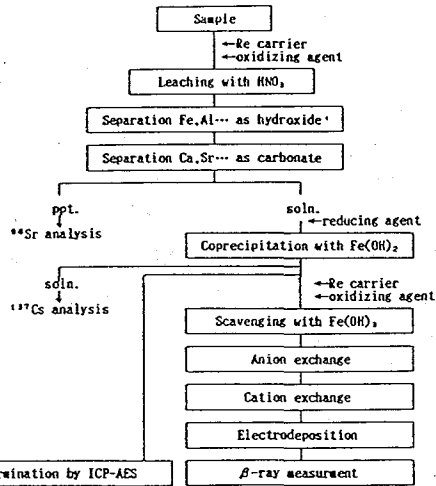 Sample
←Re carrier
←oxidizing agent
Leaching with HNO₃
Separation Fe,Al··· as hydroxide
Separation Ca,Sr··· as carbonate
ppt.
soln.
⁹⁰Sr analysis
←reducing agent
Coprecipitation with Fe(OH)₂
soln.
¹³⁷Cs analysis
←Re carrier
←oxidizing agent
Scavenging with Fe(OH)₃
Anion exchange
Cation exchange
Electrodeposition
rmination by ICP-AES
β-ray measurment